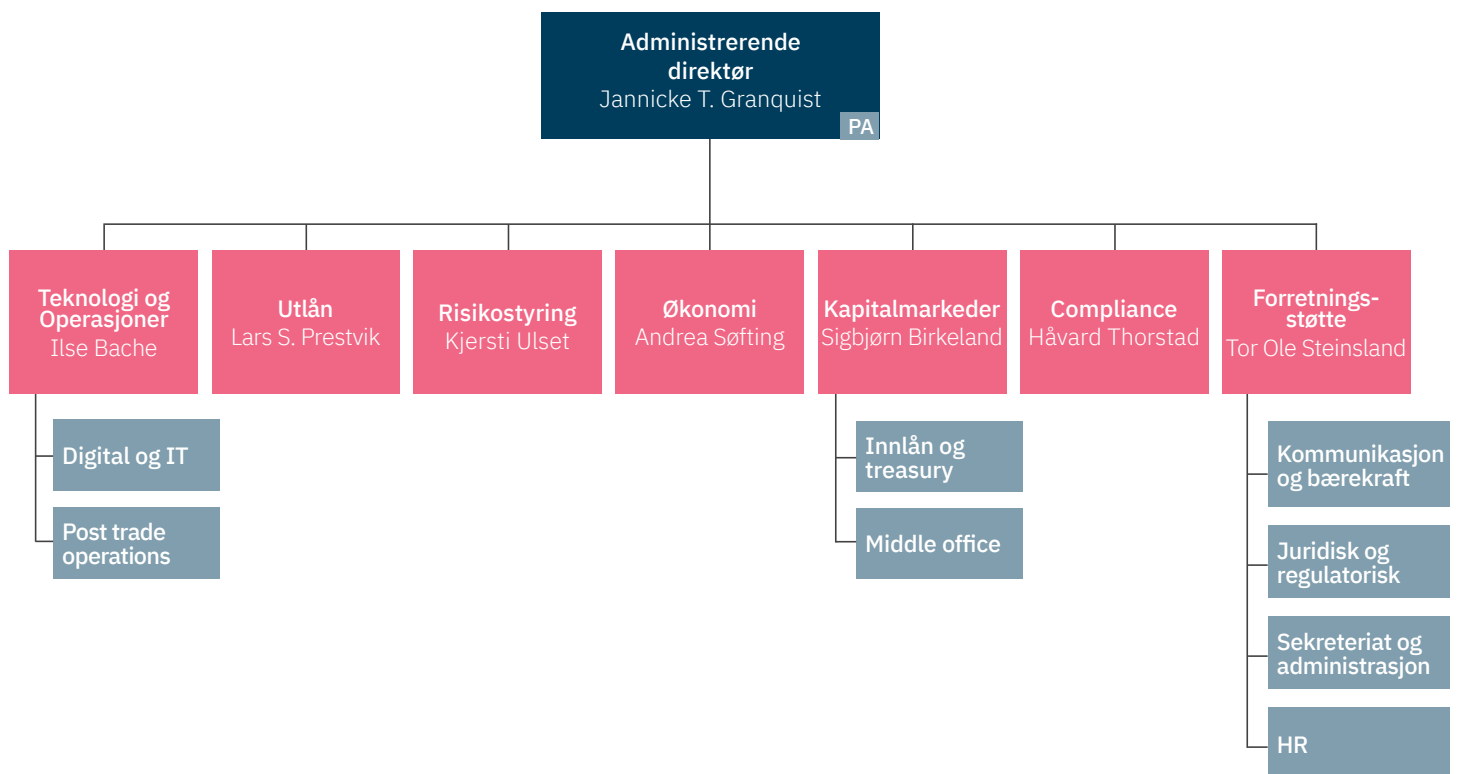 Administrerende
direktør
Jannicke T. Granquist
PA
Teknologi og
Operasjoner
Ilse Bache
Utlån
Lars S. Prestvik
Risikostyring
Kjersti Ulset
Økonomi
Andrea Søfting
Kapitalmarkeder
Sigbjørn Birkeland
Compliance
Håvard Thorstad
Forretnings-
støtte
Tor Ole Steinsland
Digital og IT
Post trade
operations
Innlån og
treasury
Middle office
Kommunikasjon
og bærekraft
Juridisk og
regulatorisk
Sekreteriat og
administrasjon
HR